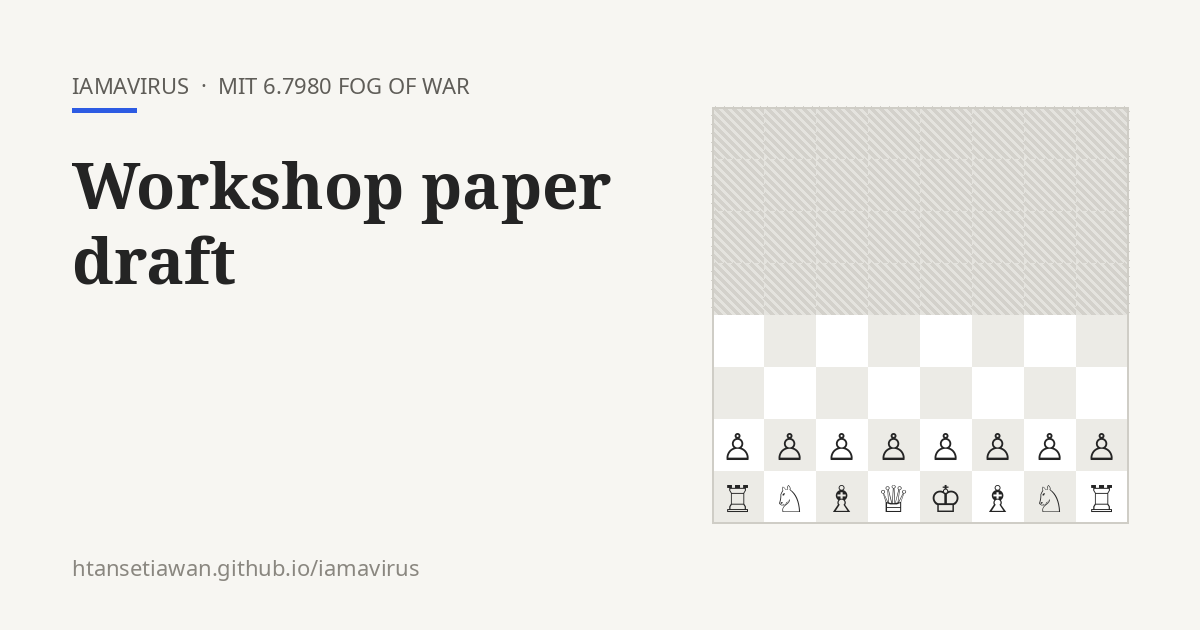 IAMAVIRUS · MIT 6.7980 FOG OF WAR
Workshop paper
draft
htansetiawan.github.io/iamavirus